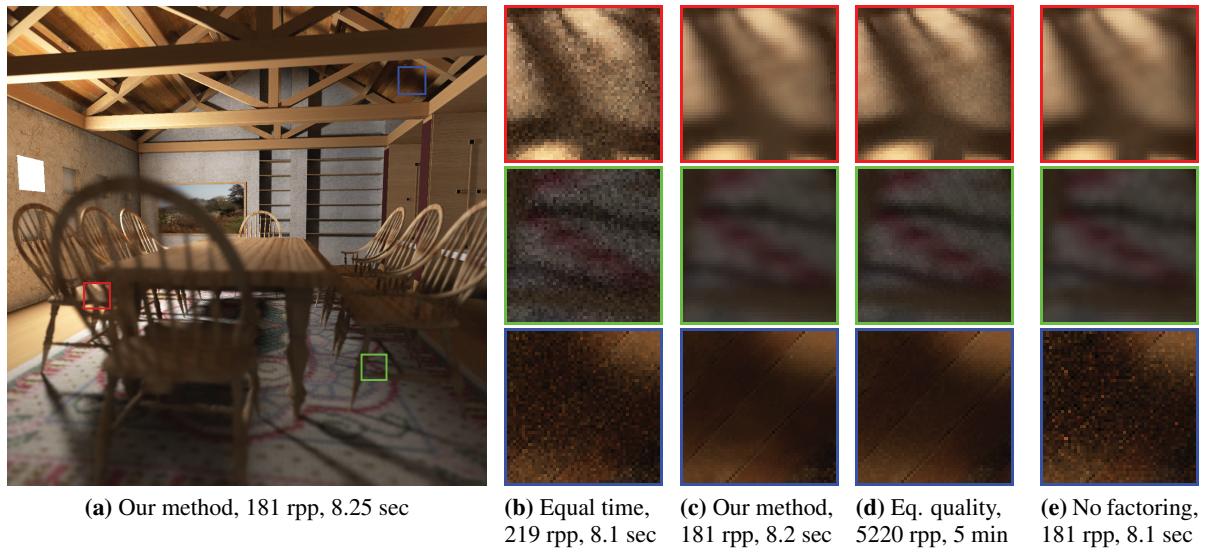 (a) Our method, 181 rpp, 8.25 sec
(b) Equal time,
219 rpp, 8.1 sec
(c) Our method,
181 rpp, 8.2 sec
(d) Eq. quality,
5220 rpp, 5 min
(e) No factoring,
181 rpp, 8.1 sec